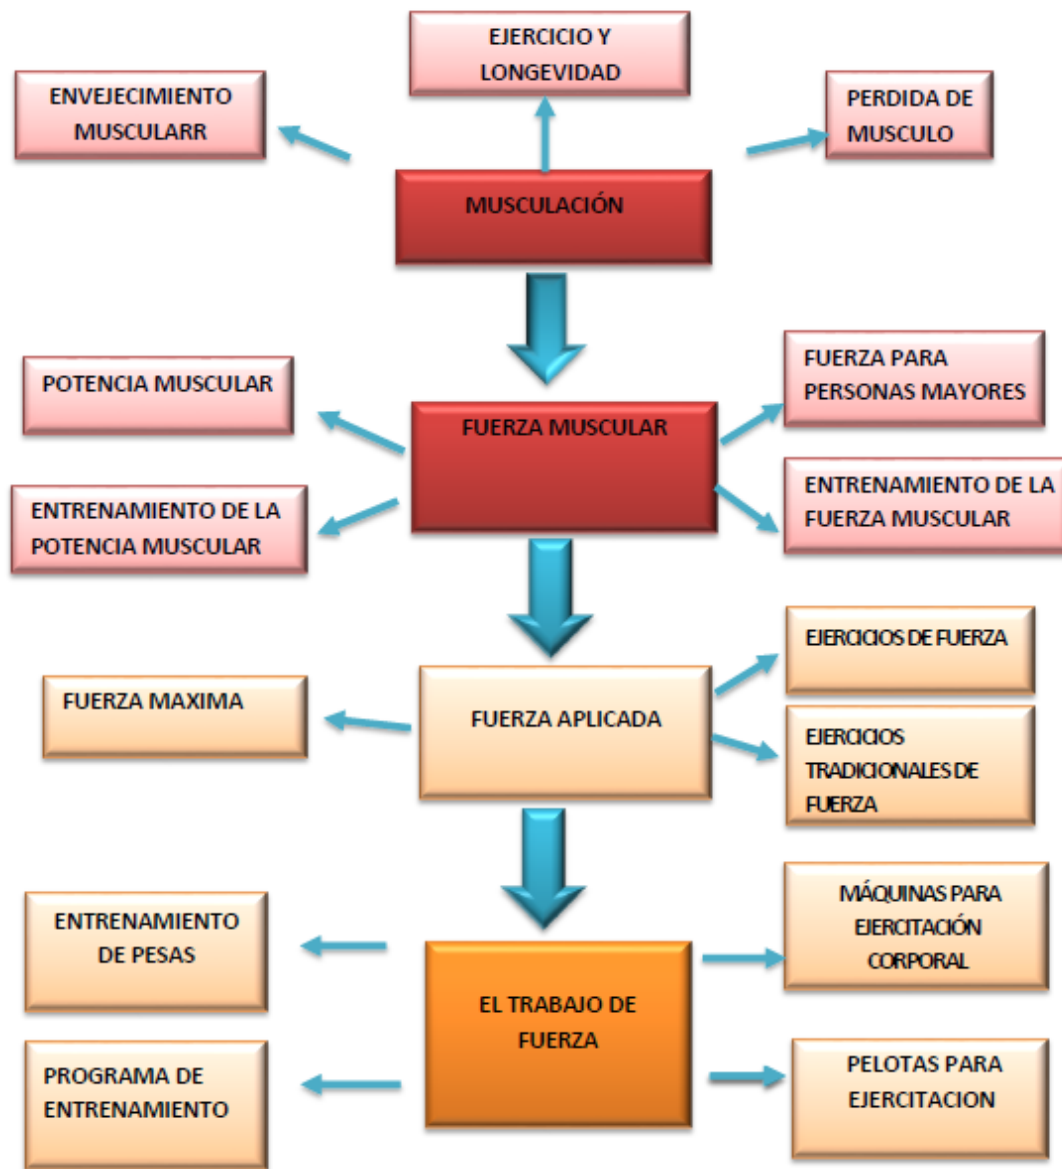 EJERCICIO Y
LONGEVIDAD
ENVEJECIMIENTO
MUSCULARR
PERDIDA DE
MUSCULO
MUSCULACIÓN
POTENCIA MUSCULAR
FUERZA PARA
PERSONAS MAYORES
FUERZA MUSCULAR
ENTRENAMIENTO DE LA
POTENCIA MUSCULAR
ENTRENAMIENTO DE LA
FUERZA MUSCULAR
EJERCICIOS DE FUERZA
FUERZA MAXIMA
FUERZA APLICADA
EJERCICIOS
TRADICIONALES DE
FUERZA
ENTRENAMIENTO
DE PESAS
MÁQUINAS PARA
EJERCITACIÓN
CORPORAL
EL TRABAJO DE
FUERZA
PROGRAMA DE
ENTRENAMIENTO
PELOTAS PARA
EJERCITACION